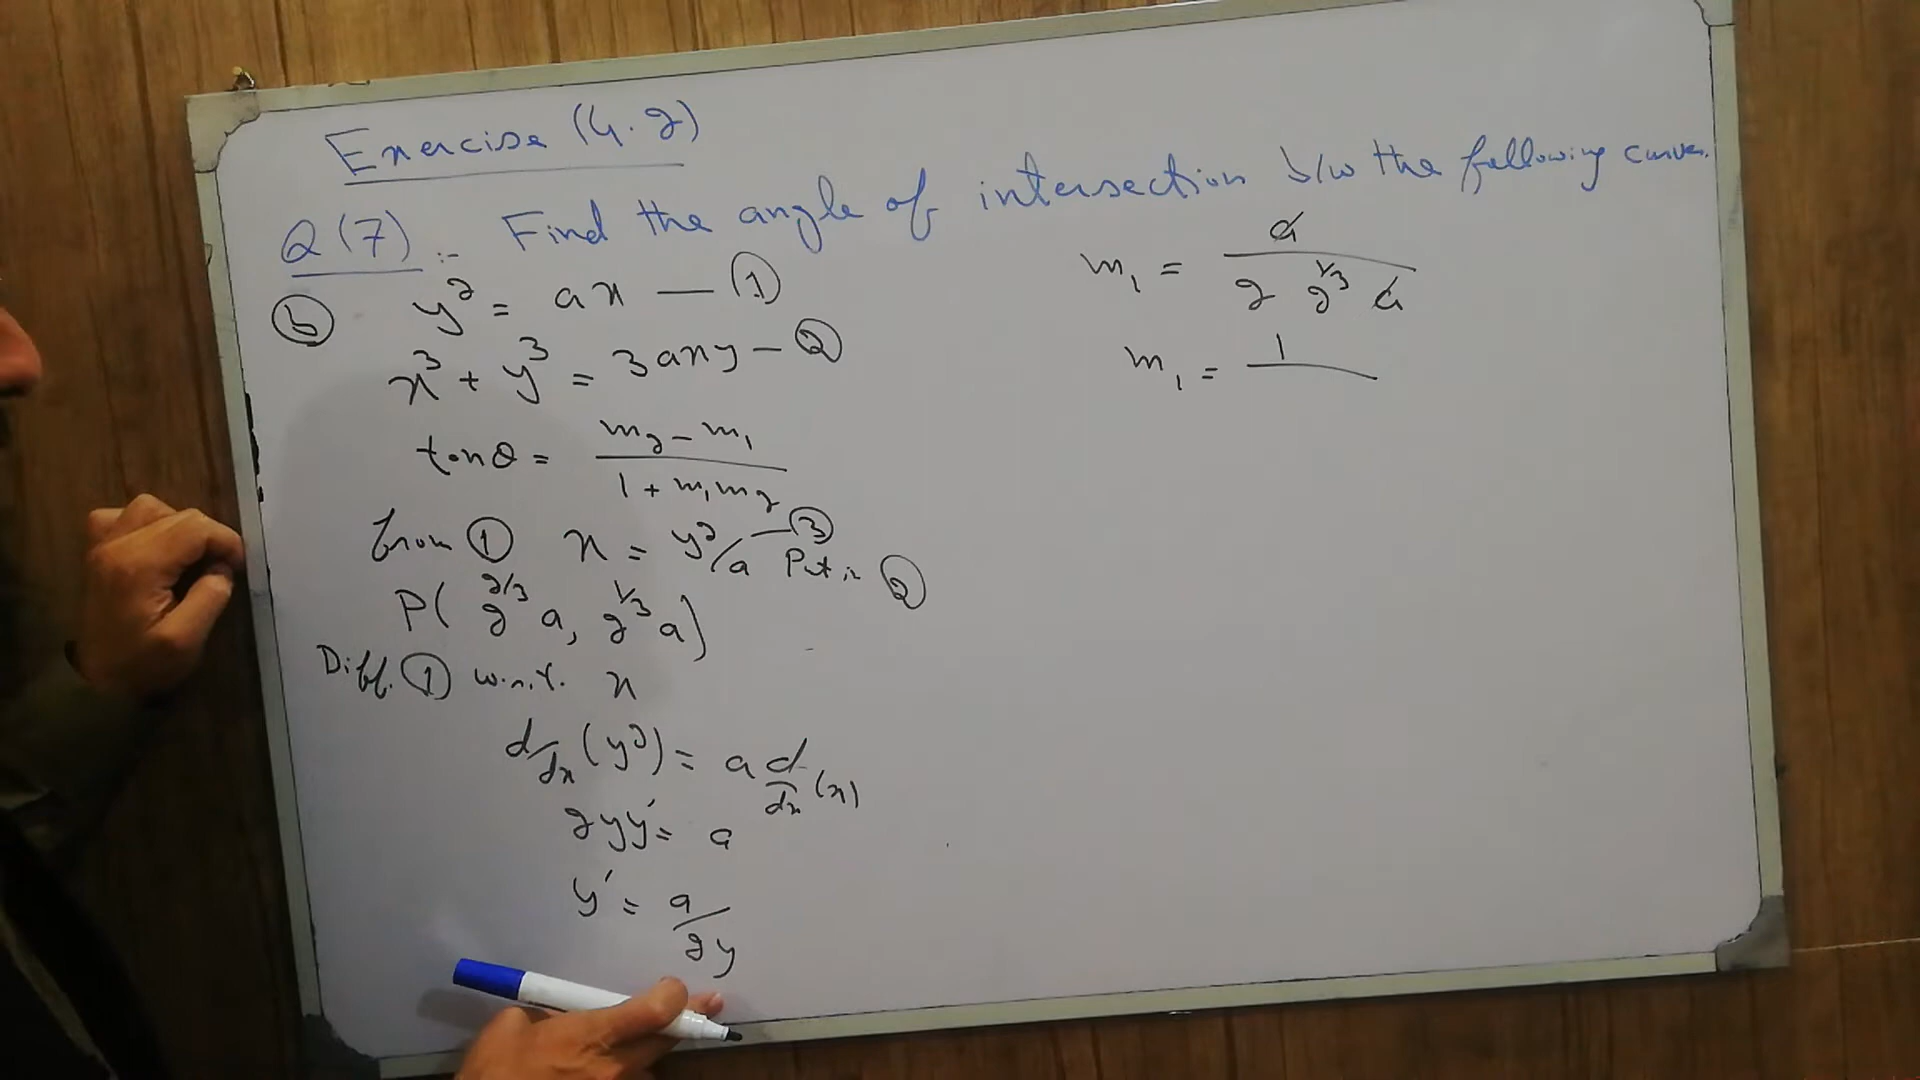 Exercise (4.2)
Q(7) :- Find the angle of intersection b/w the following curves.
(b) y² = ax — (1)
x³ + y³ = 3axy — (2)
tanθ = (m₂ - m₁)/(1 + m₁m₂)
from (1) x = y²/a — (3) Put in (2)
P(2^(2/3) a, 2^(1/3) a)
Diff. (1) w.r.t. x
d/dx (y²) = a d/dx (x)
2yy' = a
y' = a/2y
m₁ = a/(2 2^(1/3) a)
m₁ = 1/